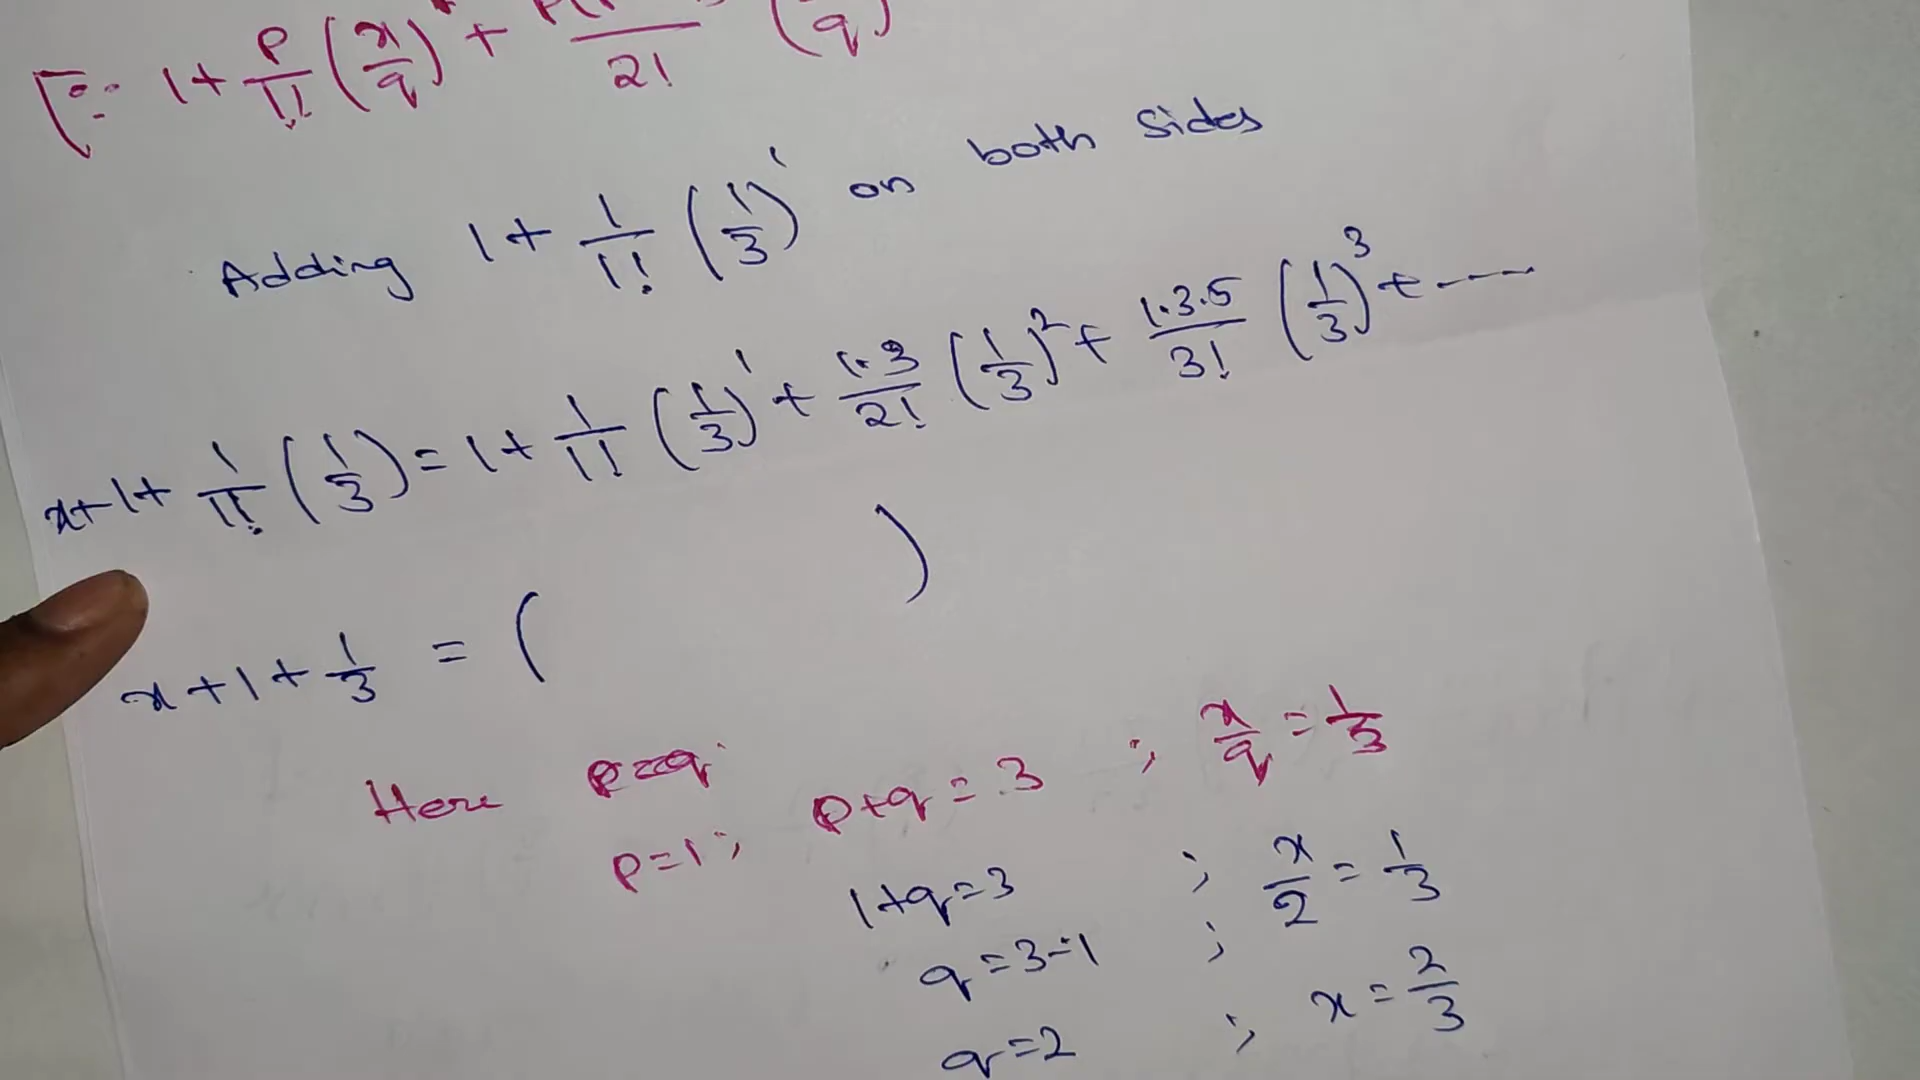 [∵ 1 + p/1! (x/q) + /2! (/q)
Adding 1 + 1/1! (1/3)¹ on both sides
x+1+ 1/1! (1/3) = 1 + 1/1! (1/3)¹ + 1.3/2! (1/3)² + 1.3.5/3! (1/3)³ + ----
x+1+ 1/3 = ( )
Here p=q
p=1; p+q = 3 ; x/q = 1/3
1+q=3 ; x/2 = 1/3
q = 3-1 ;
q=2 ; x = 2/3